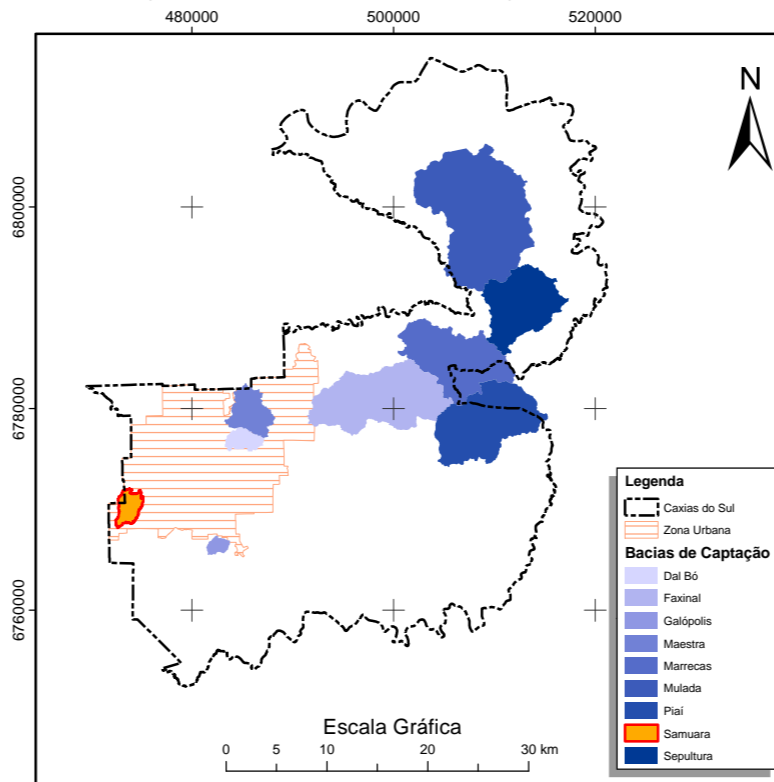 480000 500000 520000
N
6800000
6780000
6760000
Legenda
Caxias do Sul
Zona Urbana
Bacias de Captação
Dal Bó
Faxinal
Galópolis
Maestra
Marrecas
Mulada
Piaí
Samuara
Sepultura
Escala Gráfica
0 5 10 20 30 km